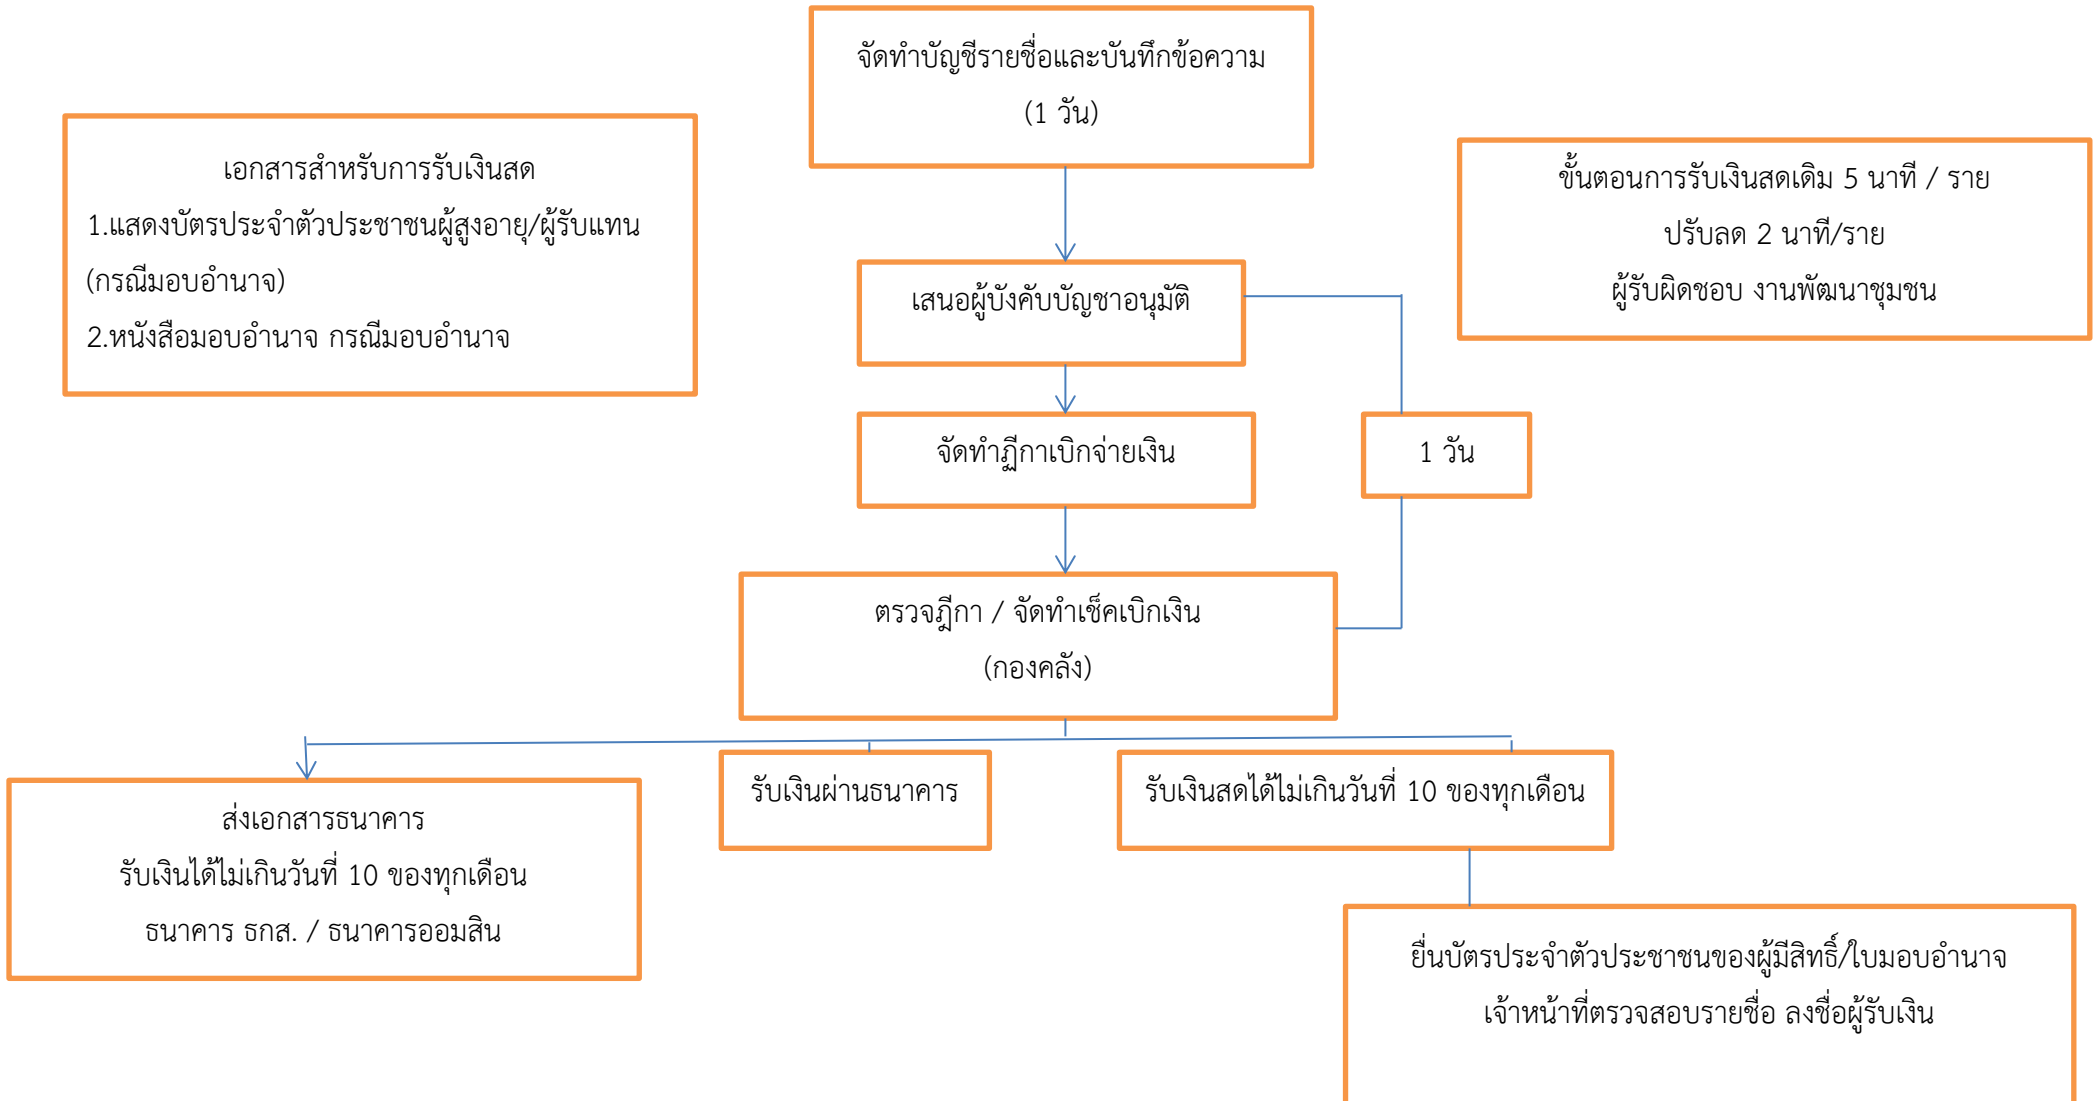 จัดทำบัญชีรายชื่อและบันทึกข้อความ
(1 วัน)
เอกสารสำหรับการรับเงินสด
1.แสดงบัตรประจำตัวประชาชนผู้สูงอายุ/ผู้รับแทน
(กรณีมอบอำนาจ)
2.หนังสือมอบอำนาจ กรณีมอบอำนาจ
ขั้นตอนการรับเงินสดเดิม 5 นาที / ราย
ปรับลด 2 นาที/ราย
ผู้รับผิดชอบ งานพัฒนาชุมชน
เสนอผู้บังคับบัญชาอนุมัติ
จัดทำฏีกาเบิกจ่ายเงิน
1 วัน
ตรวจฎีกา / จัดทำเช็คเบิกเงิน
(กองคลัง)
ส่งเอกสารธนาคาร
รับเงินได้ไม่เกินวันที่ 10 ของทุกเดือน
ธนาคาร ธกส. / ธนาคารออมสิน
รับเงินผ่านธนาคาร
รับเงินสดได้ไม่เกินวันที่ 10 ของทุกเดือน
ยื่นบัตรประจำตัวประชาชนของผู้มีสิทธิ์/ใบมอบอำนาจ
เจ้าหน้าที่ตรวจสอบรายชื่อ ลงชื่อผู้รับเงิน